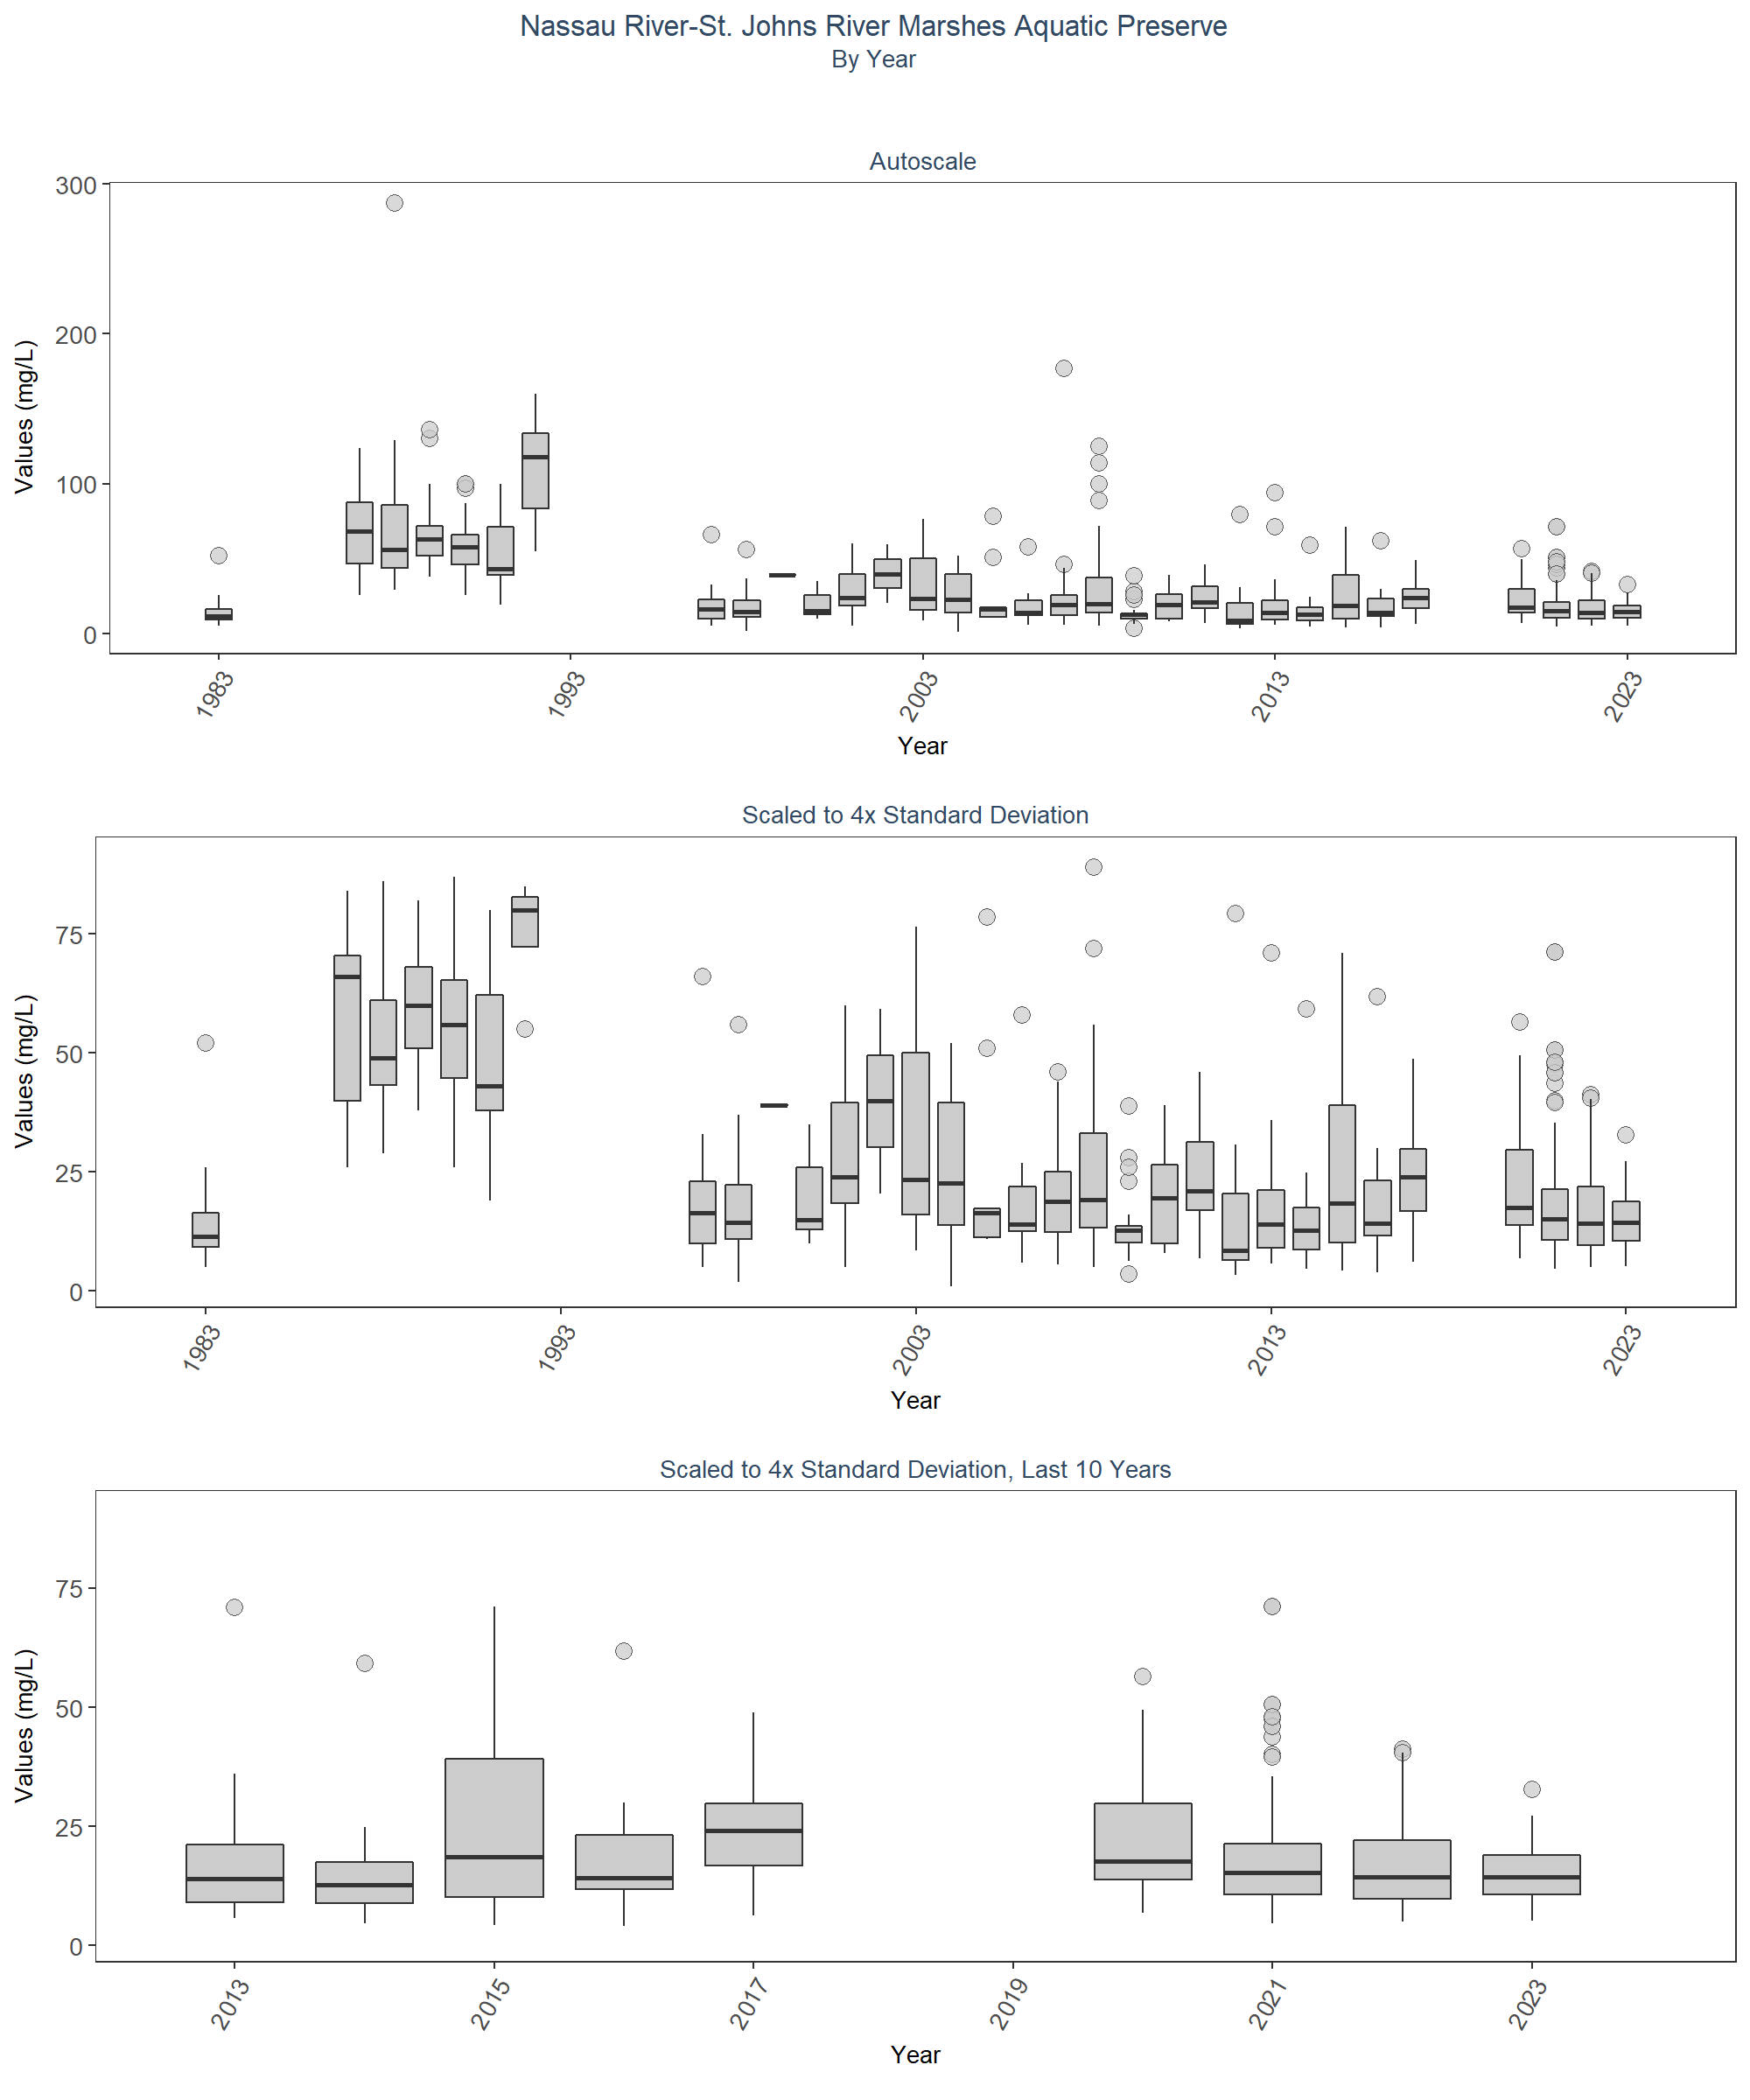 Nassau River-St. Johns River Marshes Aquatic Preserve
By Year
Autoscale
Values (mg/L)
300
200
100
0
1983
1993
2003
2013
2023
Year
Scaled to 4x Standard Deviation
Values (mg/L)
75
50
25
0
1983
1993
2003
2013
2023
Year
Scaled to 4x Standard Deviation, Last 10 Years
Values (mg/L)
75
50
25
0
2013
2015
2017
2019
2021
2023
Year